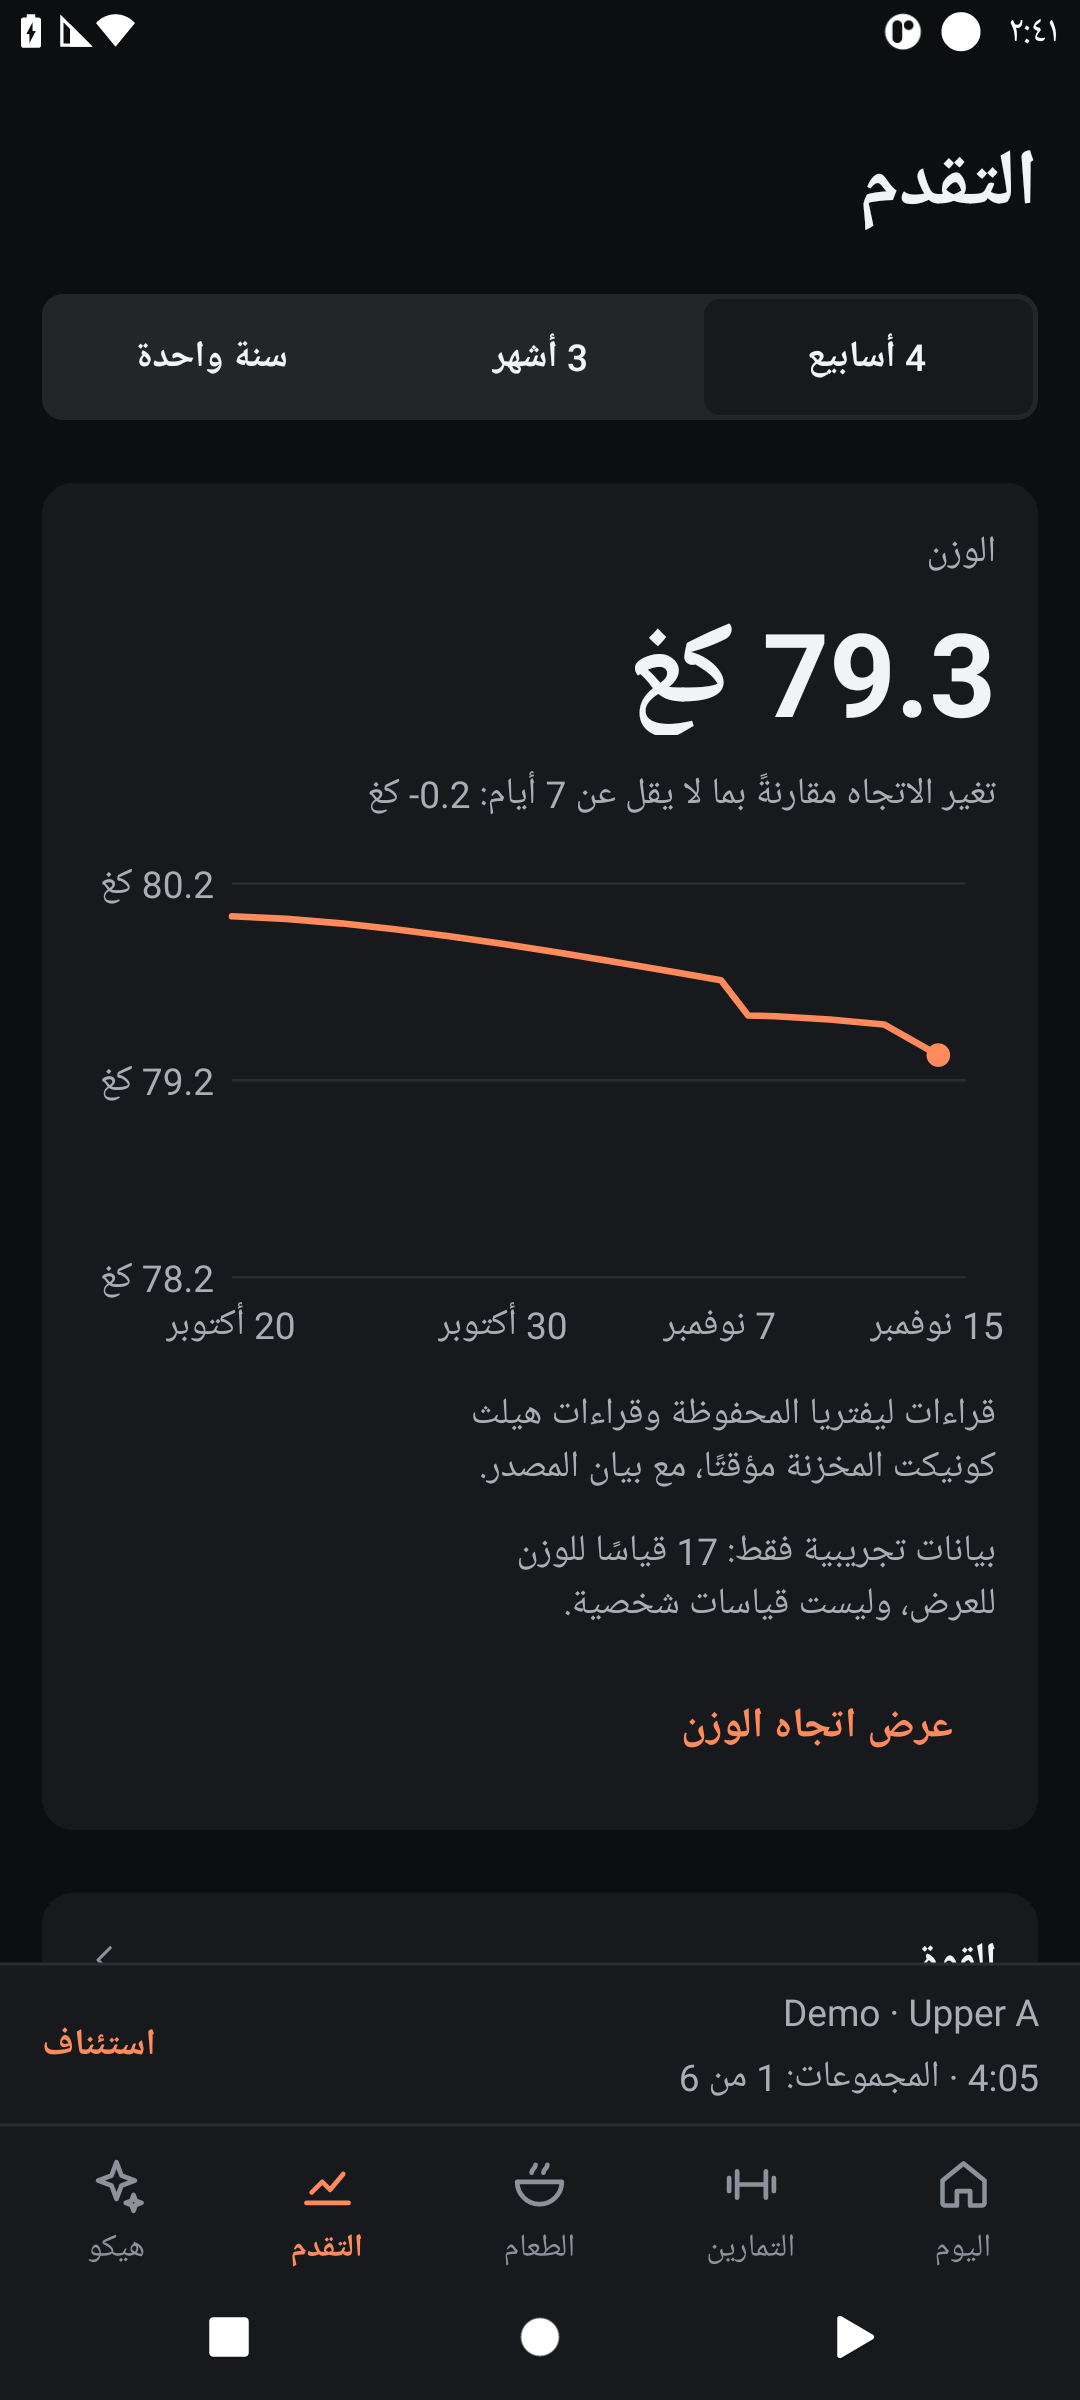 ٢:٤١
التقدم
4 أسابيع
3 أشهر
سنة واحدة
الوزن
79.3 كغ
تغير الاتجاه مقارنةً بما لا يقل عن 7 أيام: 0.2- كغ
80.2 كغ
79.2 كغ
78.2 كغ
20 أكتوبر
30 أكتوبر
7 نوفمبر
15 نوفمبر
قراءات ليفتريا المحفوظة وقراءات هيلث
كونيكت المخزنة مؤقتًا، مع بيان المصدر.
بيانات تجريبية فقط: 17 قياسًا للوزن
للعرض، وليست قياسات شخصية.
عرض اتجاه الوزن
القوة
Demo · Upper A
4:05 · المجموعات: 1 من 6
استئناف
اليوم
التمارين
الطعام
التقدم
هيكو